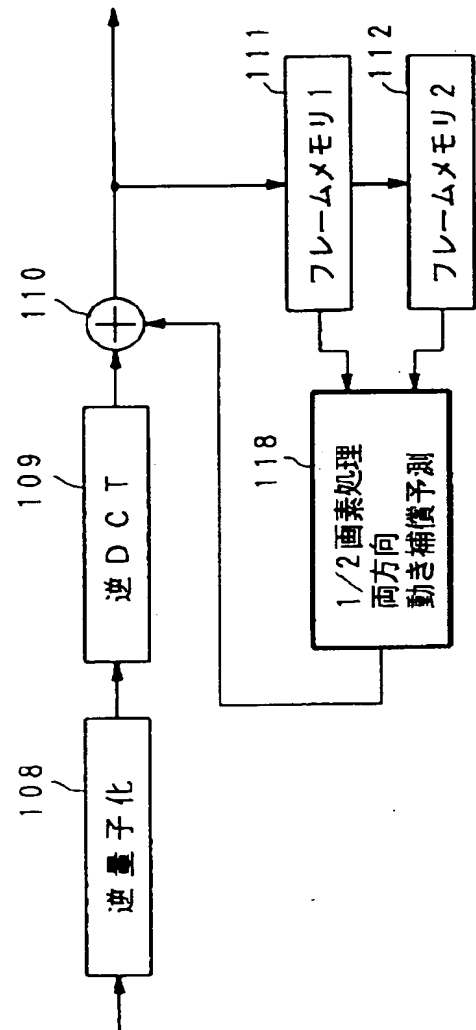 108
逆量子化
109
逆DCT
110
111
フレームメモリ1
112
フレームメモリ2
118
1/2画素処理
両方向
動き補償予測